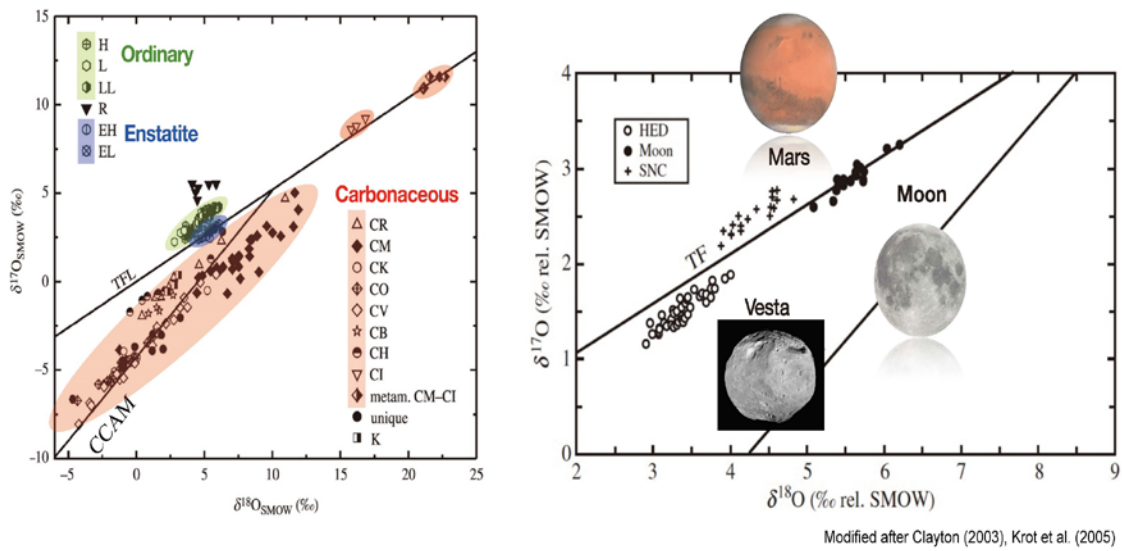 15
10
5
0
−5
−10
δ¹⁷O_SMOW (‰)
H
L
LL
R
EH
EL
Ordinary
Enstatite
TFL
CCAM
Carbonaceous
CR
CM
CK
CO
CV
CB
CH
CI
metam. CM–CI
unique
K
−5
0
5
10
15
20
25
δ¹⁸O_SMOW (‰)
4
3
2
1
0
δ¹⁷O (‰ rel. SMOW)
HED
Moon
SNC
Mars
TF
Moon
Vesta
2
3
4
5
6
7
8
9
δ¹⁸O (‰ rel. SMOW)
Modified after Clayton (2003), Krot et al. (2005)